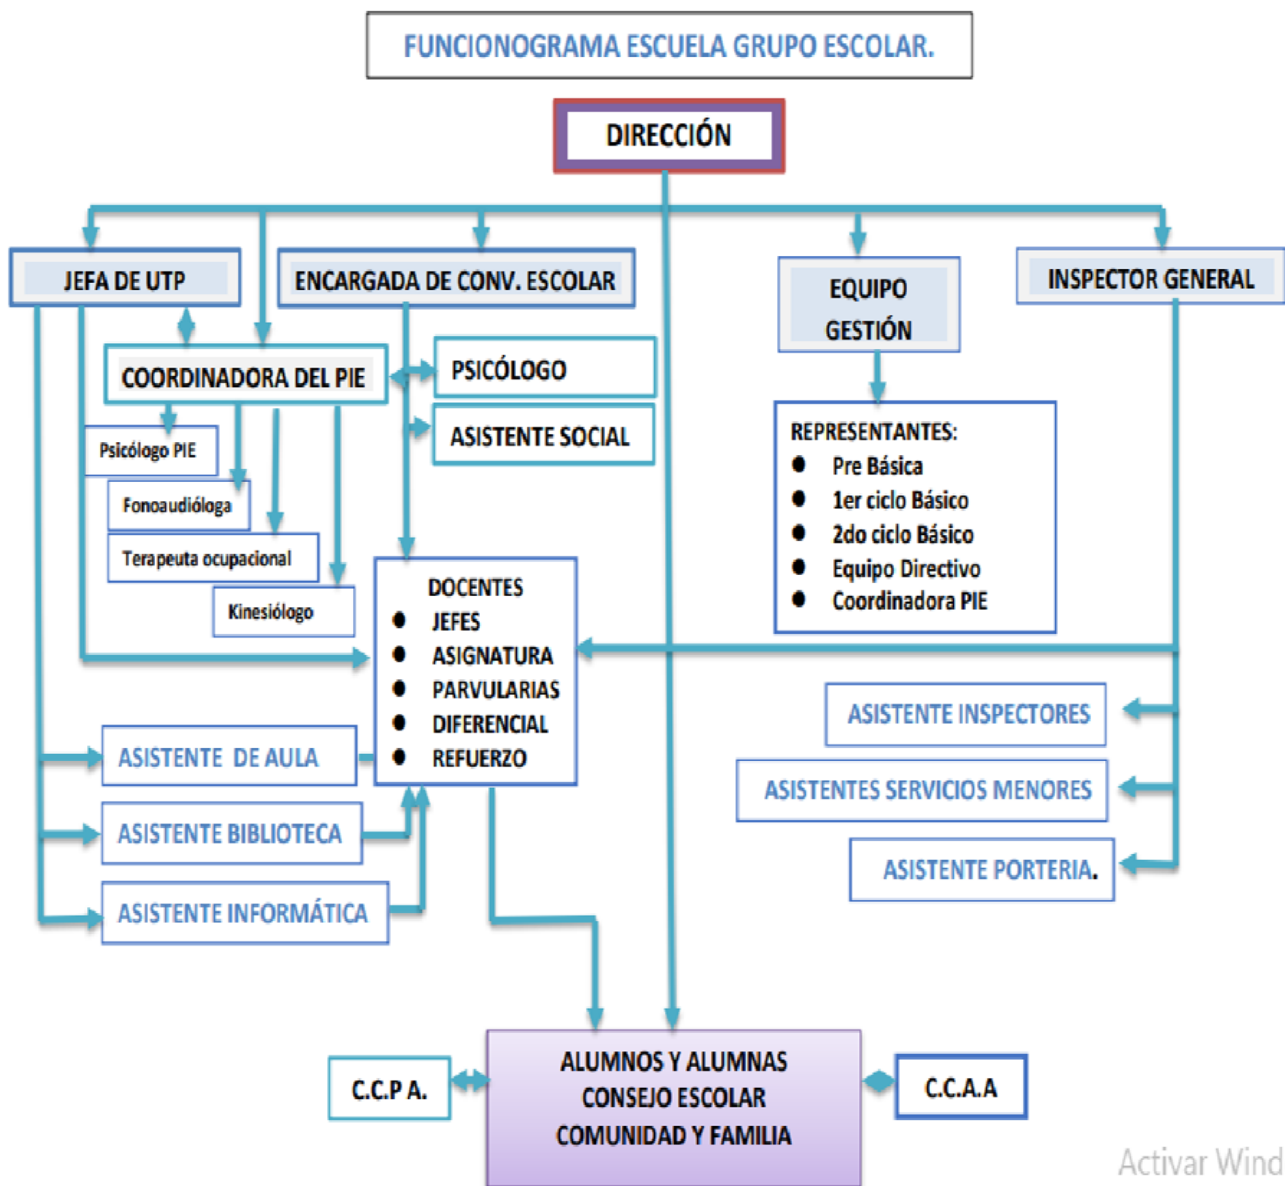 FUNCIONOGRAMA ESCUELA GRUPO ESCOLAR.
DIRECCIÓN
JEFA DE UTP
ENCARGADA DE CONV. ESCOLAR
EQUIPO
GESTIÓN
INSPECTOR GENERAL
COORDINADORA DEL PIE
PSICÓLOGO
ASISTENTE SOCIAL
Psicólogo PIE
Fonoaudióloga
Terapeuta ocupacional
Kinesiólogo
REPRESENTANTES:
● Pre Básica
● 1er ciclo Básico
● 2do ciclo Básico
● Equipo Directivo
● Coordinadora PIE
DOCENTES
● JEFES
● ASIGNATURA
● PARVULARIAS
● DIFERENCIAL
● REFUERZO
ASISTENTE DE AULA
ASISTENTE BIBLIOTECA
ASISTENTE INFORMÁTICA
ASISTENTE INSPECTORES
ASISTENTES SERVICIOS MENORES
ASISTENTE PORTERIA.
C.C.P A.
ALUMNOS Y ALUMNAS
CONSEJO ESCOLAR
COMUNIDAD Y FAMILIA
C.C.A.A
Activar Wind